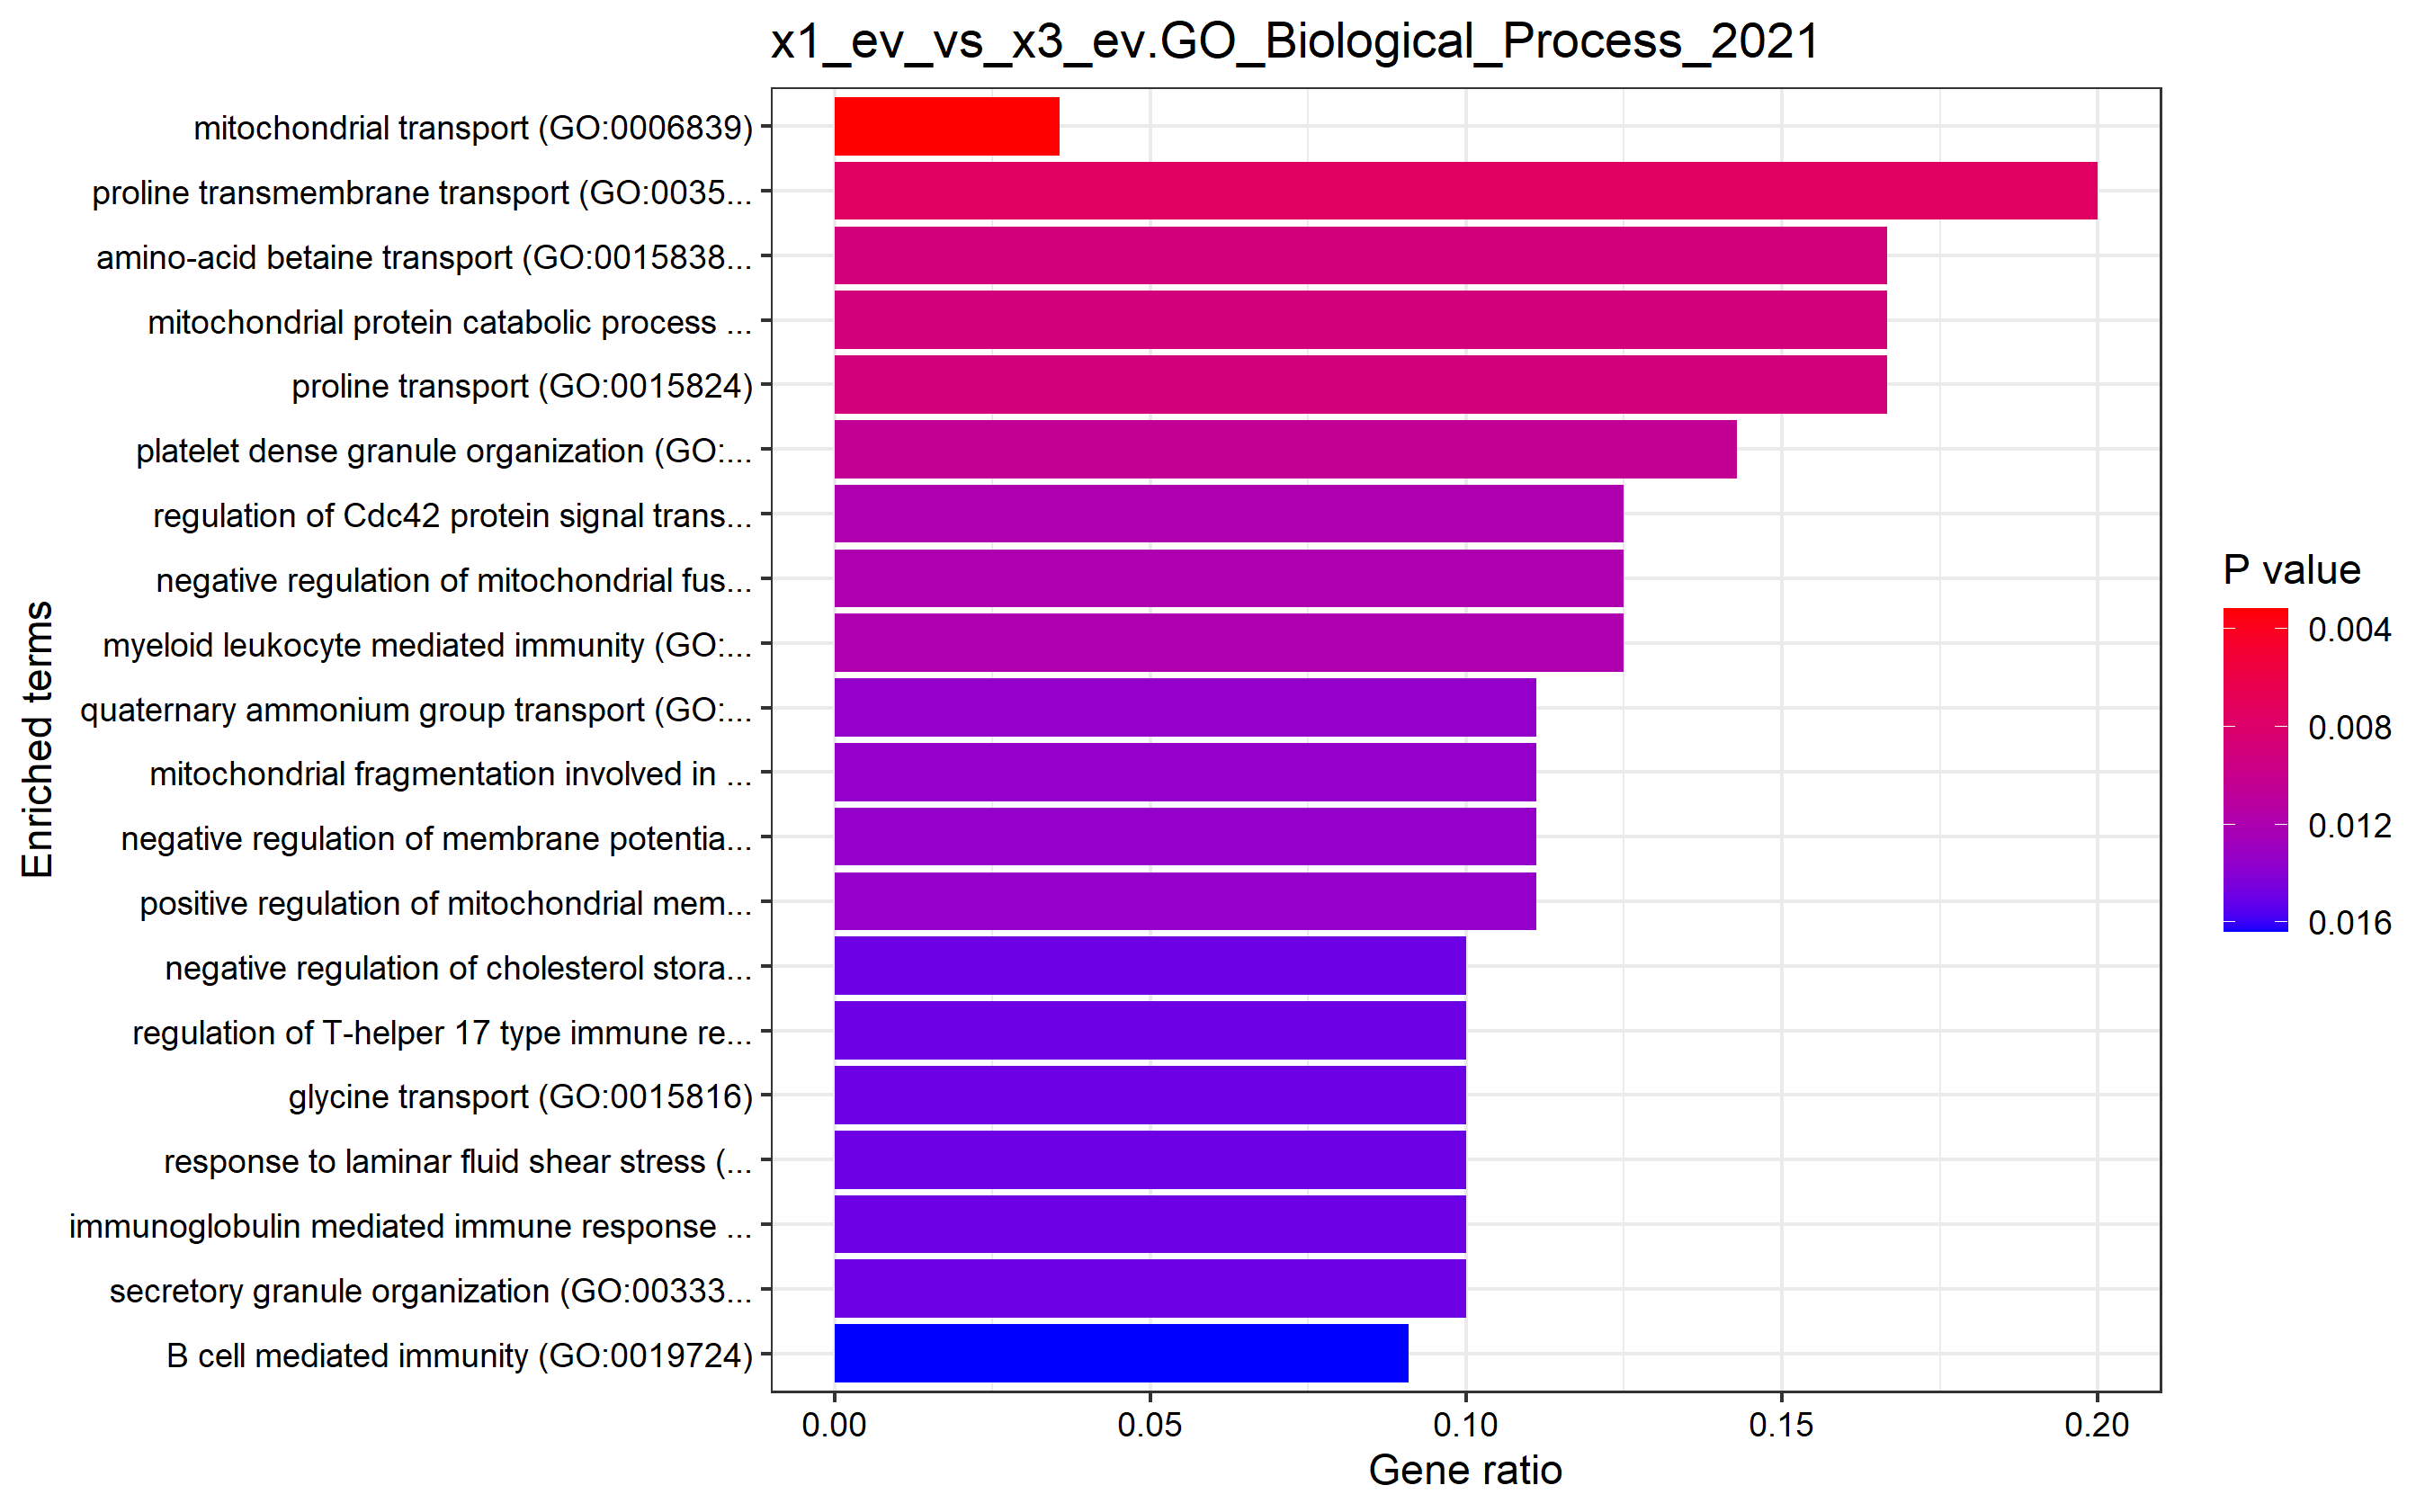 x1_ev_vs_x3_ev.GO_Biological_Process_2021
mitochondrial transport (GO:0006839)
proline transmembrane transport (GO:0035...
amino-acid betaine transport (GO:0015838...
mitochondrial protein catabolic process ...
proline transport (GO:0015824)
platelet dense granule organization (GO:...
regulation of Cdc42 protein signal trans...
negative regulation of mitochondrial fus...
myeloid leukocyte mediated immunity (GO:...
quaternary ammonium group transport (GO:...
mitochondrial fragmentation involved in ...
negative regulation of membrane potentia...
positive regulation of mitochondrial mem...
negative regulation of cholesterol stora...
regulation of T-helper 17 type immune re...
glycine transport (GO:0015816)
response to laminar fluid shear stress (...
immunoglobulin mediated immune response ...
secretory granule organization (GO:00333...
B cell mediated immunity (GO:0019724)
Enriched terms
0.00 0.05 0.10 0.15 0.20
Gene ratio
P value
0.004
0.008
0.012
0.016